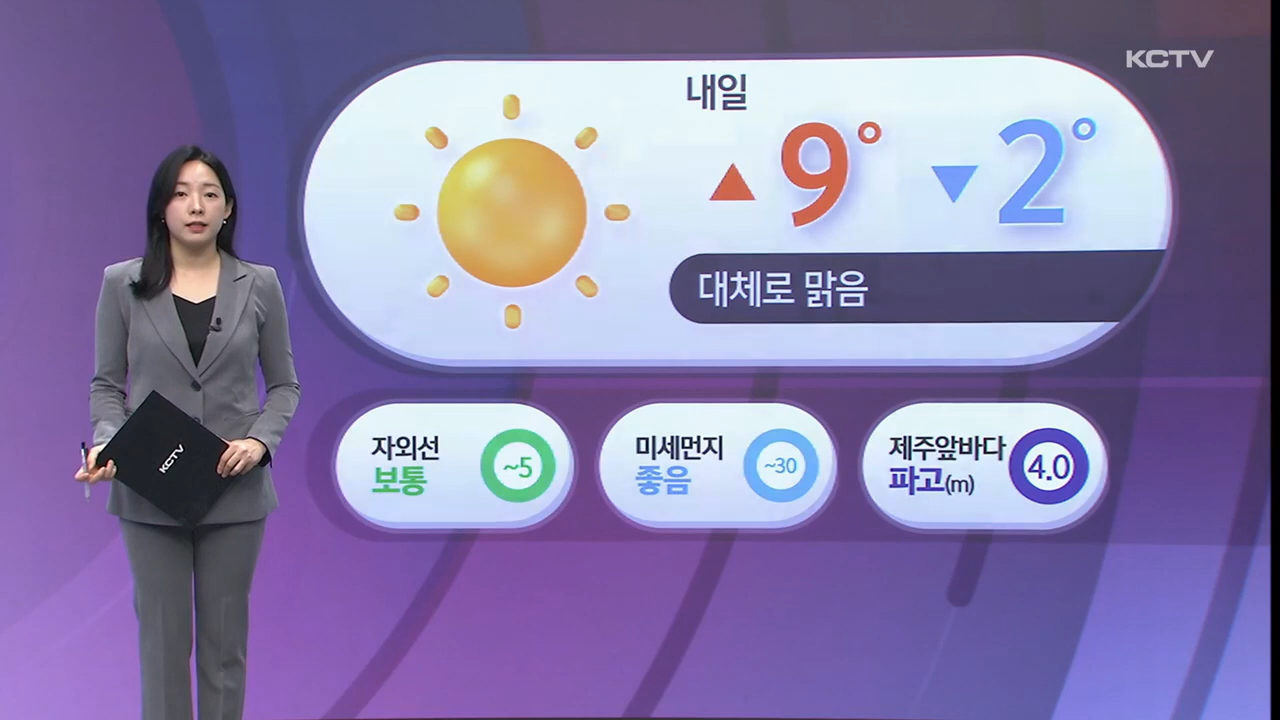 KCTV
내일
▲ 9° ▼ 2°
대체로 맑음
자외선
보통
~5
미세먼지
좋음
~30
제주앞바다
파고(m)
4.0
KCTV